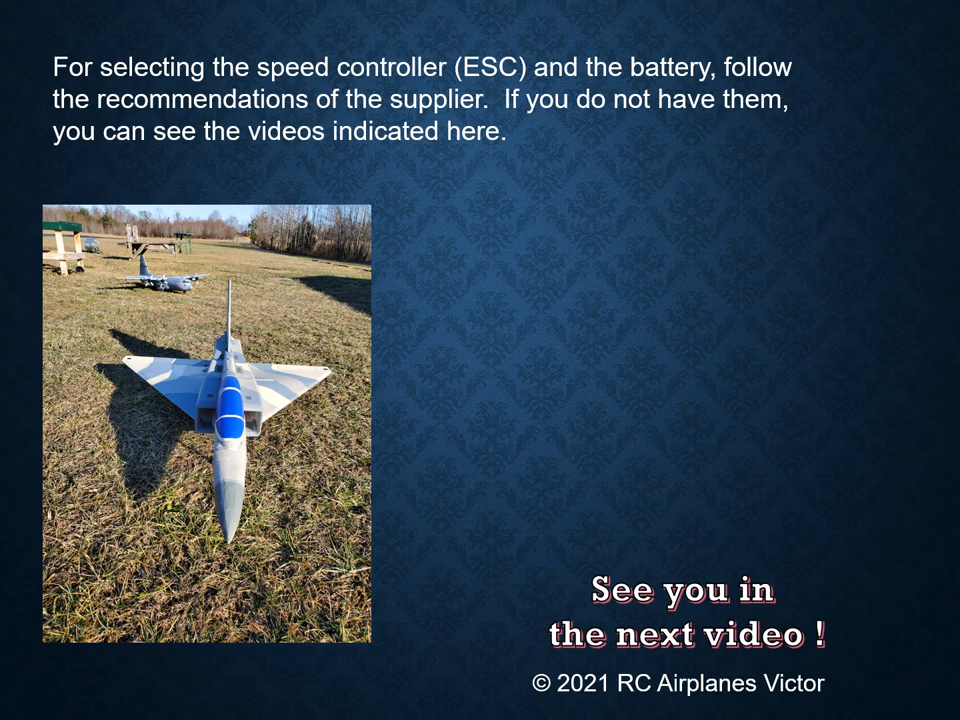 For selecting the speed controller (ESC) and the battery, follow
the recommendations of the supplier.  If you do not have them,
you can see the videos indicated here.
See you in
the next video !
© 2021 RC Airplanes Victor